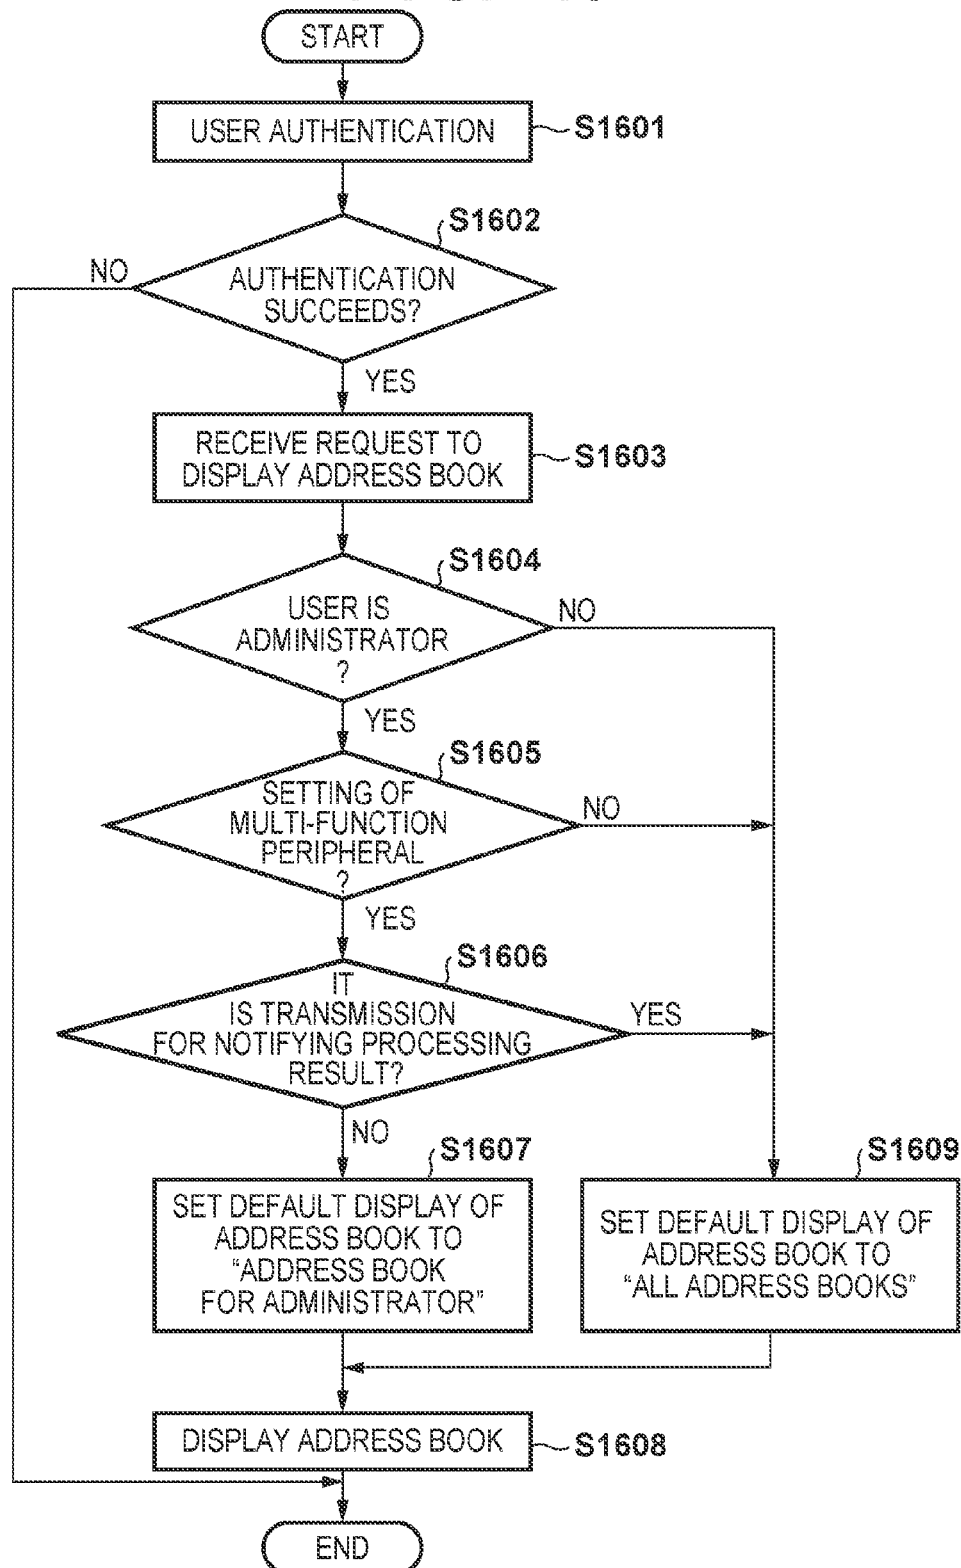 START
USER AUTHENTICATION
S1601
S1602
NO
AUTHENTICATION
SUCCEEDS?
YES
RECEIVE REQUEST TO
DISPLAY ADDRESS BOOK
S1603
S1604
USER IS
ADMINISTRATOR
?
NO
YES
S1605
SETTING OF
MULTI-FUNCTION
PERIPHERAL
?
NO
YES
S1606
IT
IS TRANSMISSION
FOR NOTIFYING PROCESSING
RESULT?
YES
NO
S1607
SET DEFAULT DISPLAY OF
ADDRESS BOOK TO
“ADDRESS BOOK
FOR ADMINISTRATOR”
S1609
SET DEFAULT DISPLAY OF
ADDRESS BOOK TO
“ALL ADDRESS BOOKS”
DISPLAY ADDRESS BOOK
S1608
END